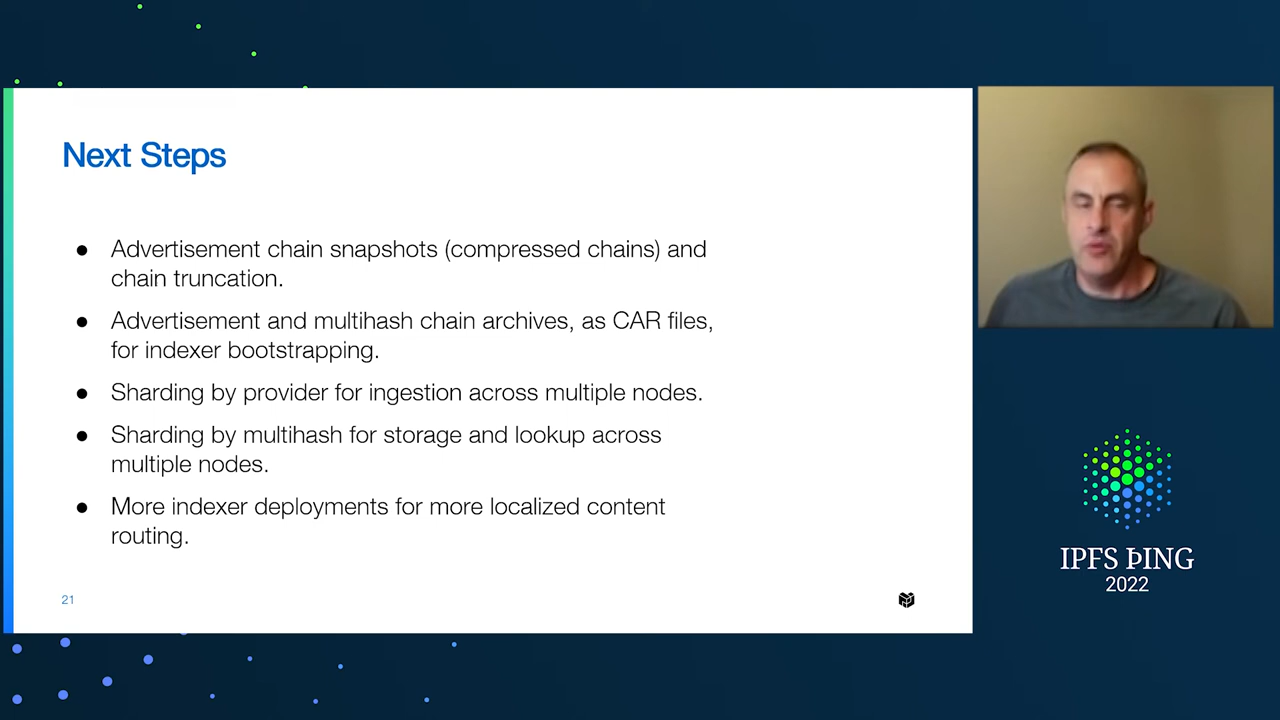 Next Steps
● Advertisement chain snapshots (compressed chains) and
chain truncation.
● Advertisement and multihash chain archives, as CAR files,
for indexer bootstrapping.
● Sharding by provider for ingestion across multiple nodes.
● Sharding by multihash for storage and lookup across
multiple nodes.
● More indexer deployments for more localized content
routing.
21
IPFS ÞING
2022